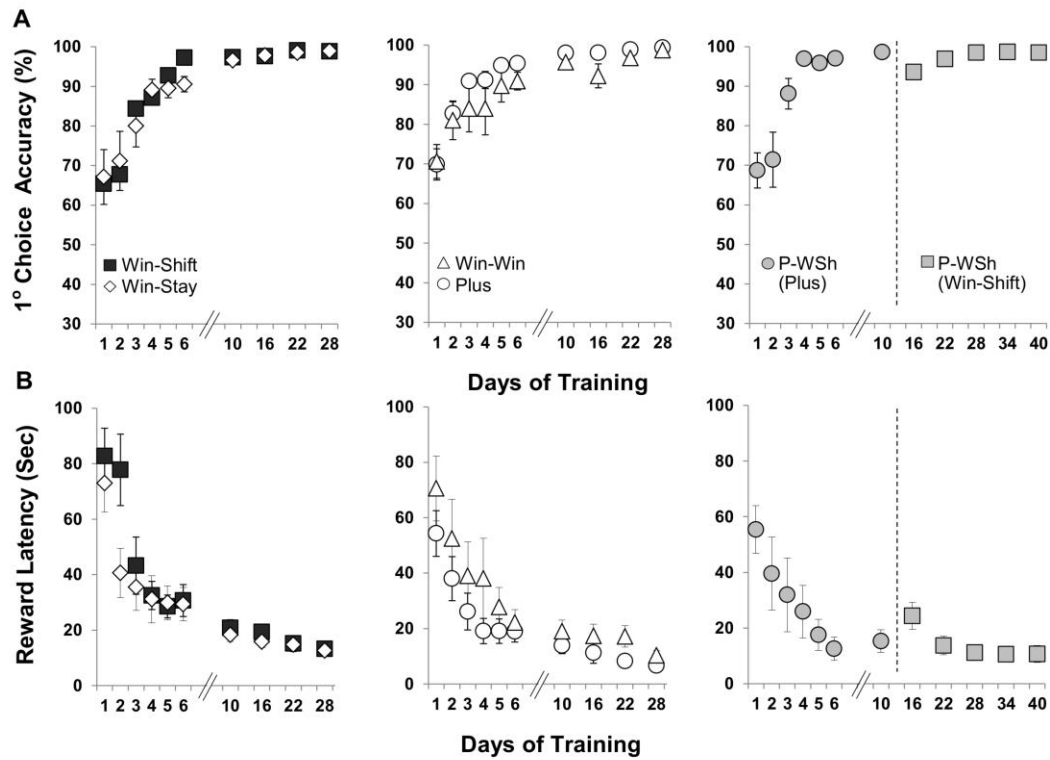 A
1° Choice Accuracy (%)
100
90
80
70
60
50
40
30
Win-Shift
Win-Stay
1 2 3 4 5 6 10 16 22 28
100
90
80
70
60
50
40
30
Win-Win
Plus
1 2 3 4 5 6 10 16 22 28
100
90
80
70
60
50
40
30
P-WSh
(Plus)
P-WSh
(Win-Shift)
1 2 3 4 5 6 10 16 22 28 34 40
Days of Training
B
Reward Latency (Sec)
100
80
60
40
20
0
1 2 3 4 5 6 10 16 22 28
100
80
60
40
20
0
1 2 3 4 5 6 10 16 22 28
100
80
60
40
20
0
1 2 3 4 5 6 10 16 22 28 34 40
Days of Training